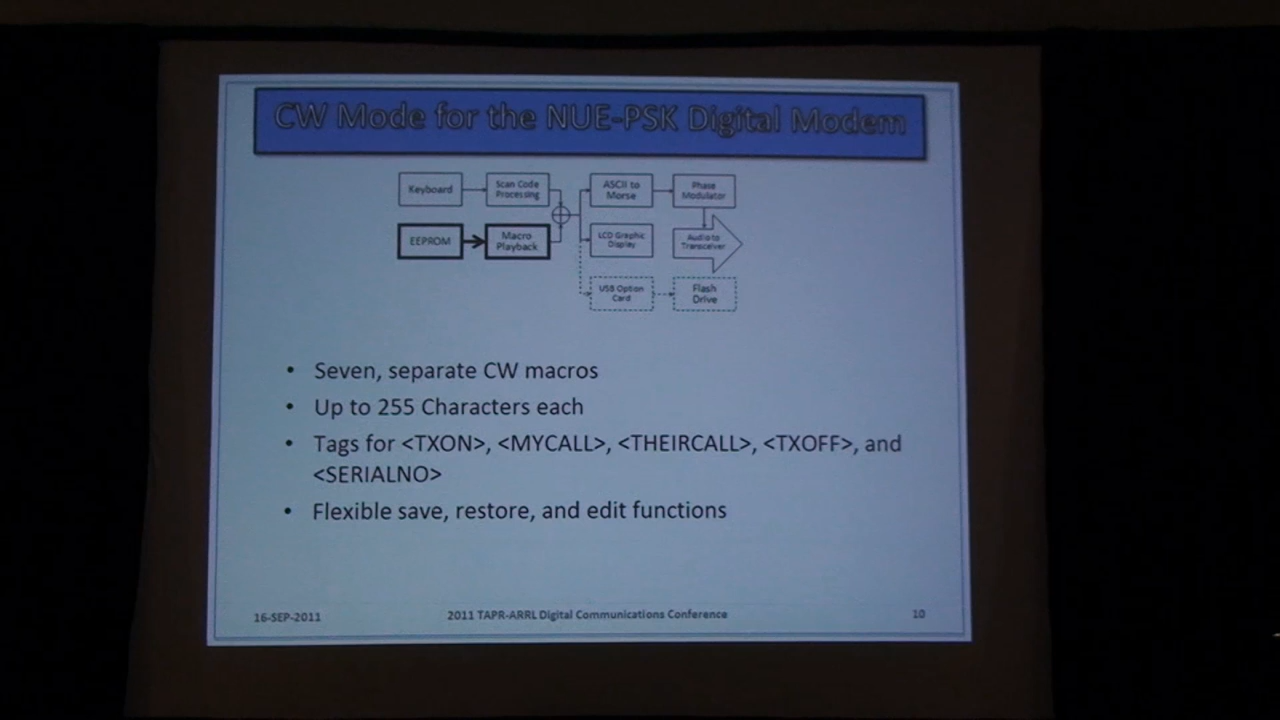 CW Mode for the NUE-PSK Digital Modem
Keyboard
Scan Code
Processing
ASCII to
Morse
Phase
Modulator
EEPROM
Macro
Playback
LCD Graphic
Display
Audio to
Transceiver
USB Option
Card
Flash
Drive
• Seven, separate CW macros
• Up to 255 Characters each
• Tags for <TXON>, <MYCALL>, <THEIRCALL>, <TXOFF>, and
<SERIALNO>
• Flexible save, restore, and edit functions
16-SEP-2011
2011 TAPR-ARRL Digital Communications Conference
10